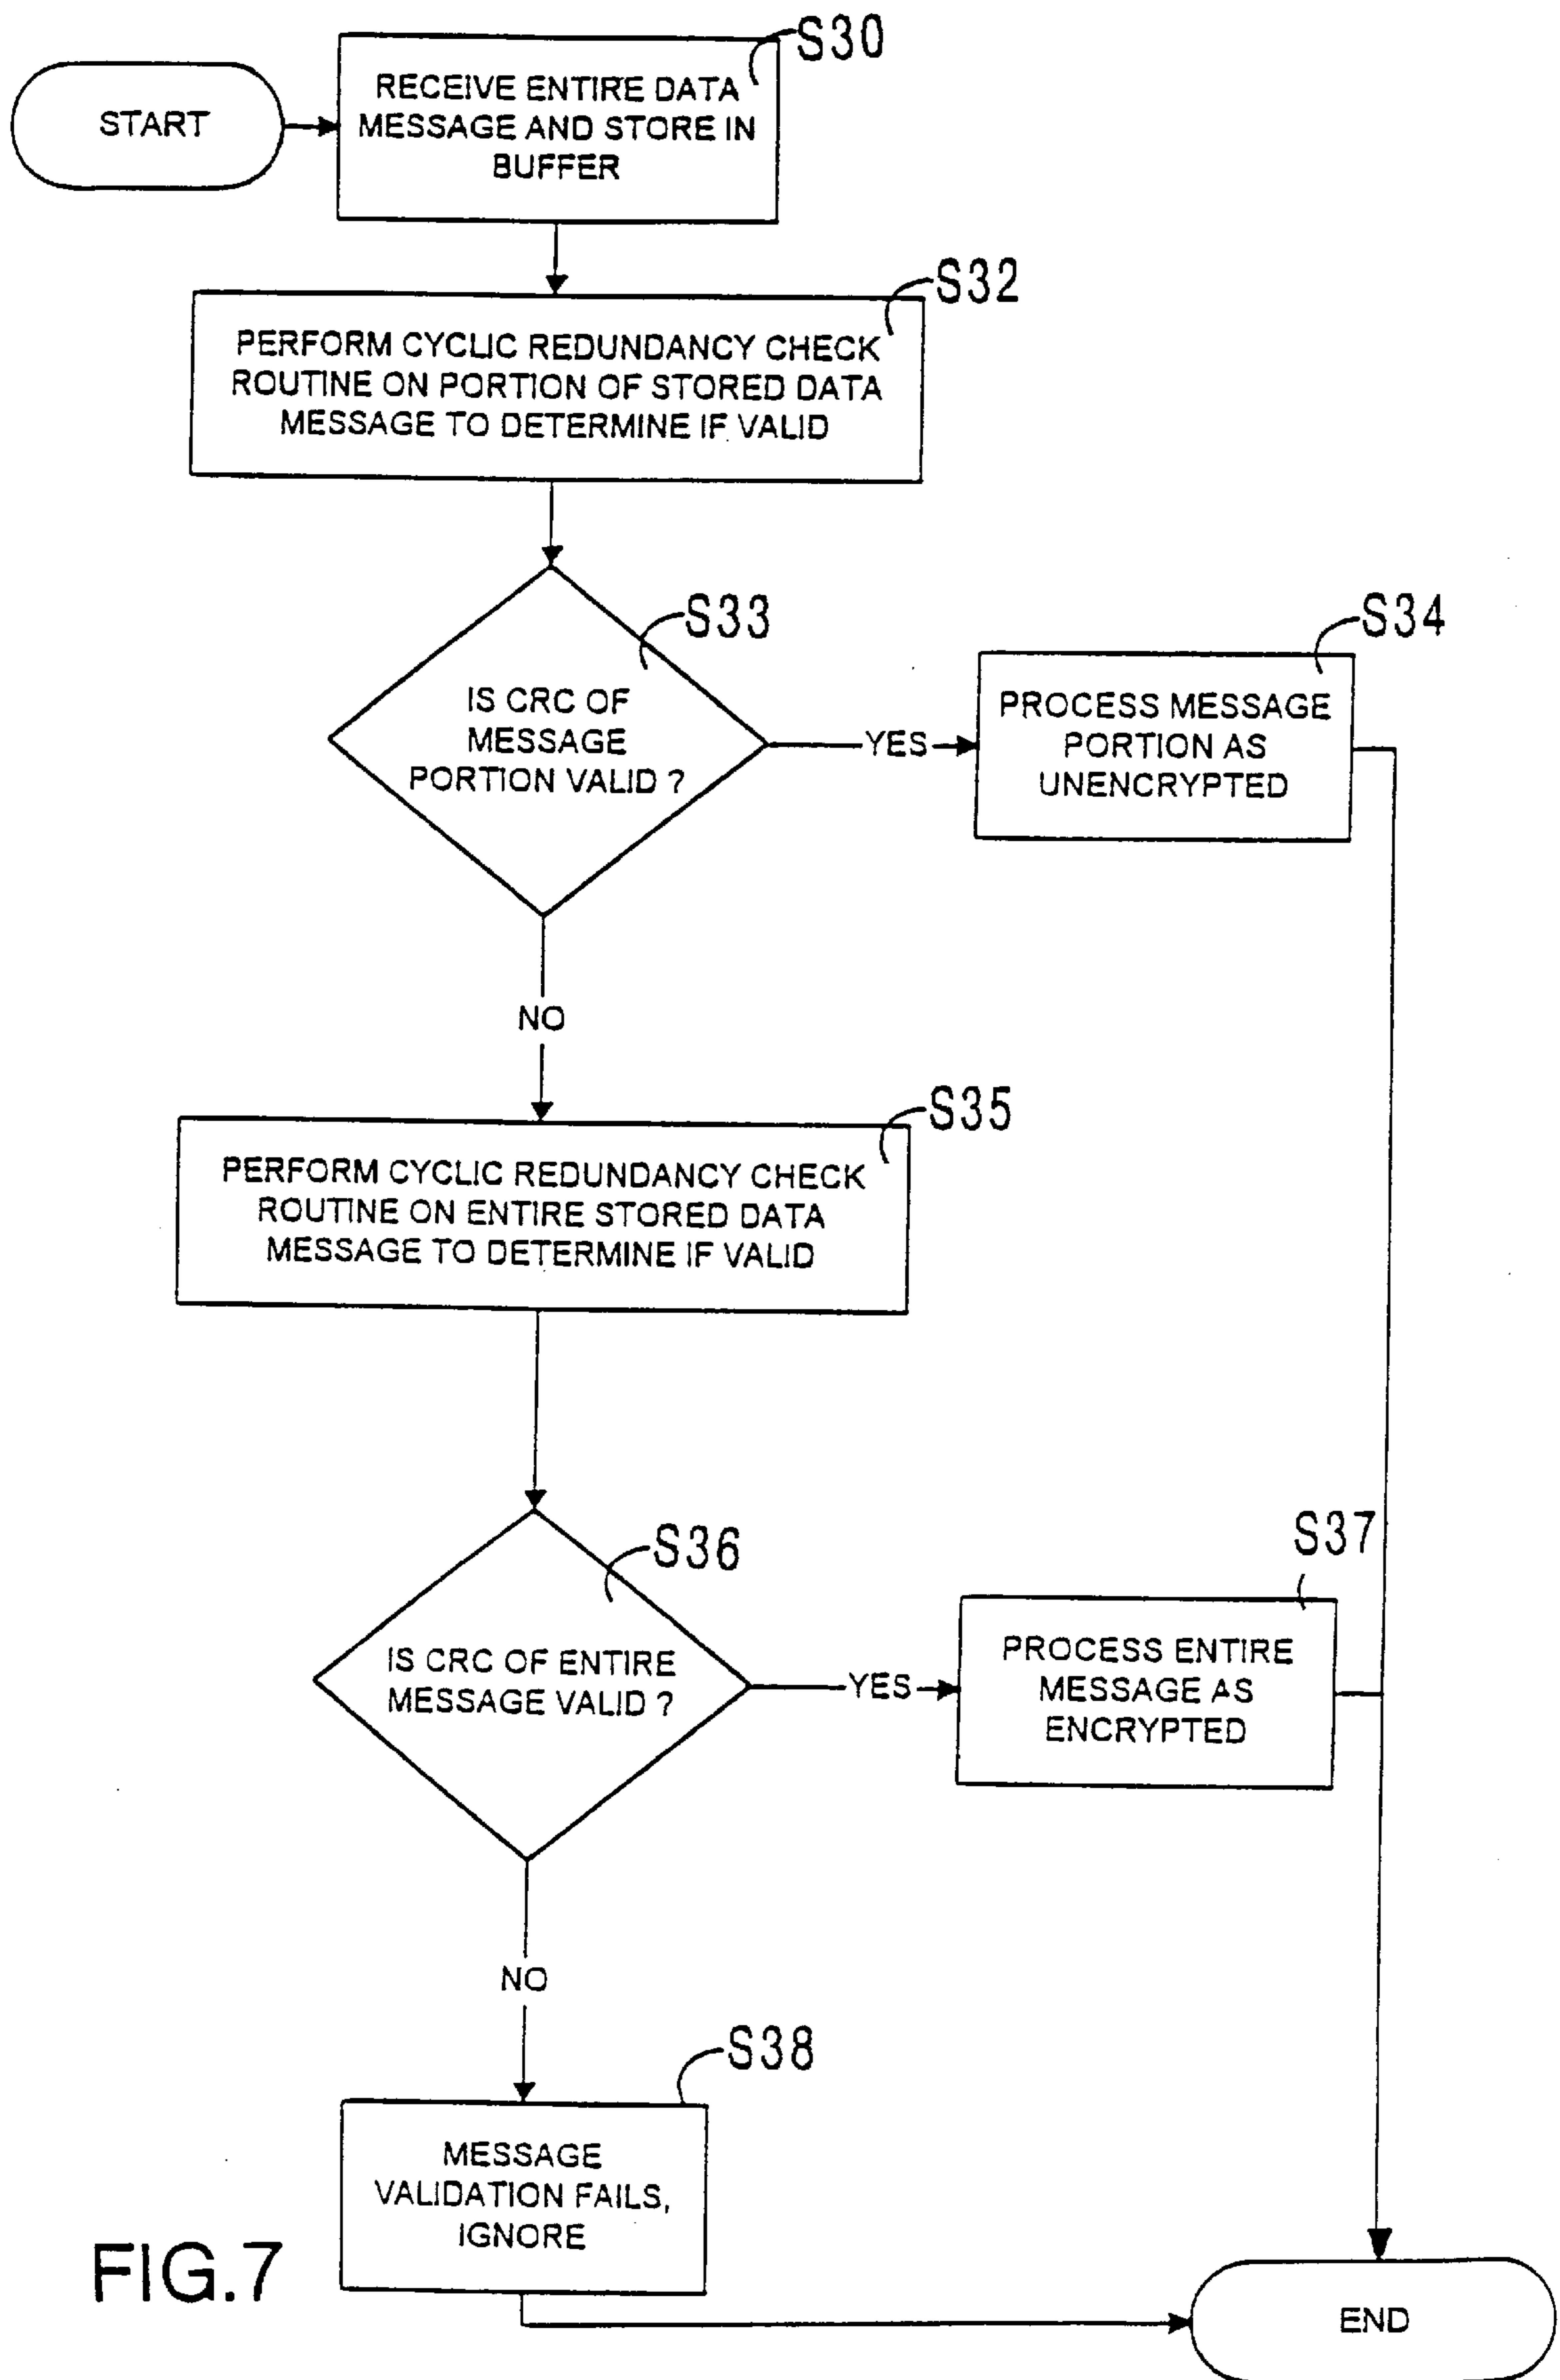 S30
START
RECEIVE ENTIRE DATA
MESSAGE AND STORE IN
BUFFER
S32
PERFORM CYCLIC REDUNDANCY CHECK
ROUTINE ON PORTION OF STORED DATA
MESSAGE TO DETERMINE IF VALID
S33
IS CRC OF
MESSAGE
PORTION VALID ?
YES
S34
PROCESS MESSAGE
PORTION AS
UNENCRYPTED
NO
S35
PERFORM CYCLIC REDUNDANCY CHECK
ROUTINE ON ENTIRE STORED DATA
MESSAGE TO DETERMINE IF VALID
S36
IS CRC OF ENTIRE
MESSAGE VALID ?
YES
S37
PROCESS ENTIRE
MESSAGE AS
ENCRYPTED
NO
S38
MESSAGE
VALIDATION FAILS,
IGNORE
FIG.7
END